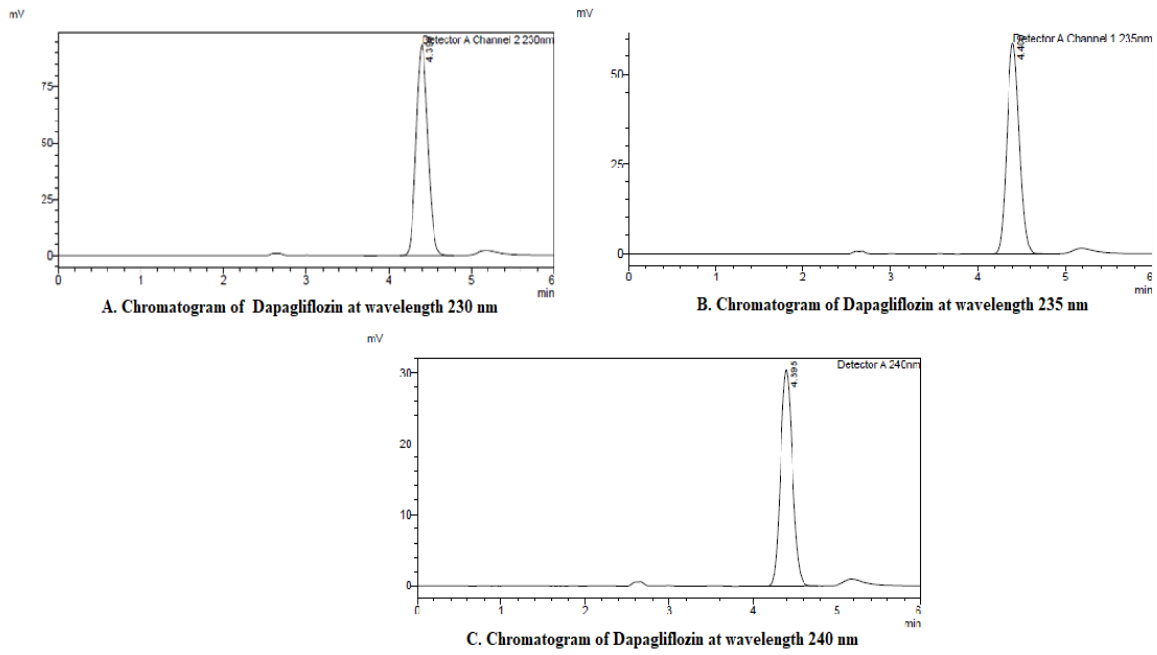 mV
Detector A Channel 2 230nm
75
50
25
0
0 1 2 3 4 5 6
min
A. Chromatogram of Dapagliflozin at wavelength 230 nm
mV
Detector A Channel 1 235nm
50
25
0
0 1 2 3 4 5 6
min
B. Chromatogram of Dapagliflozin at wavelength 235 nm
mV
Detector A 240nm
4.395
30
20
10
0
0 1 2 3 4 5 6
min
C. Chromatogram of Dapagliflozin at wavelength 240 nm